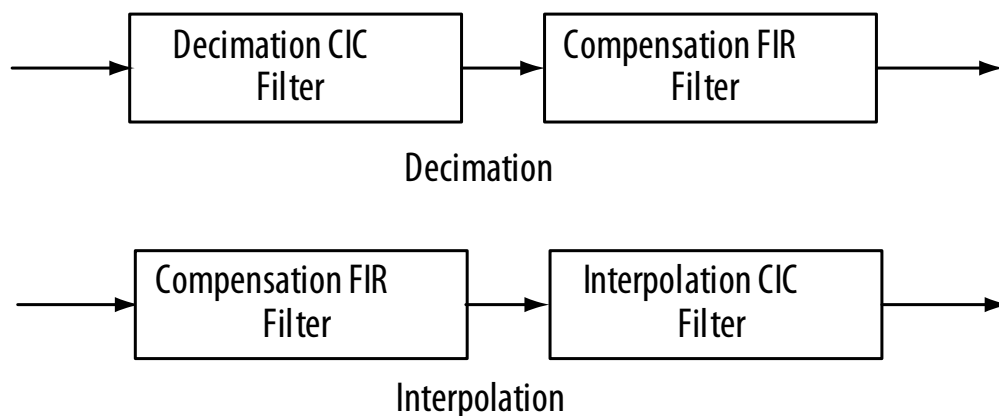 Decimation CIC
Filter
Compensation FIR
Filter
Decimation
Compensation FIR
Filter
Interpolation CIC
Filter
Interpolation